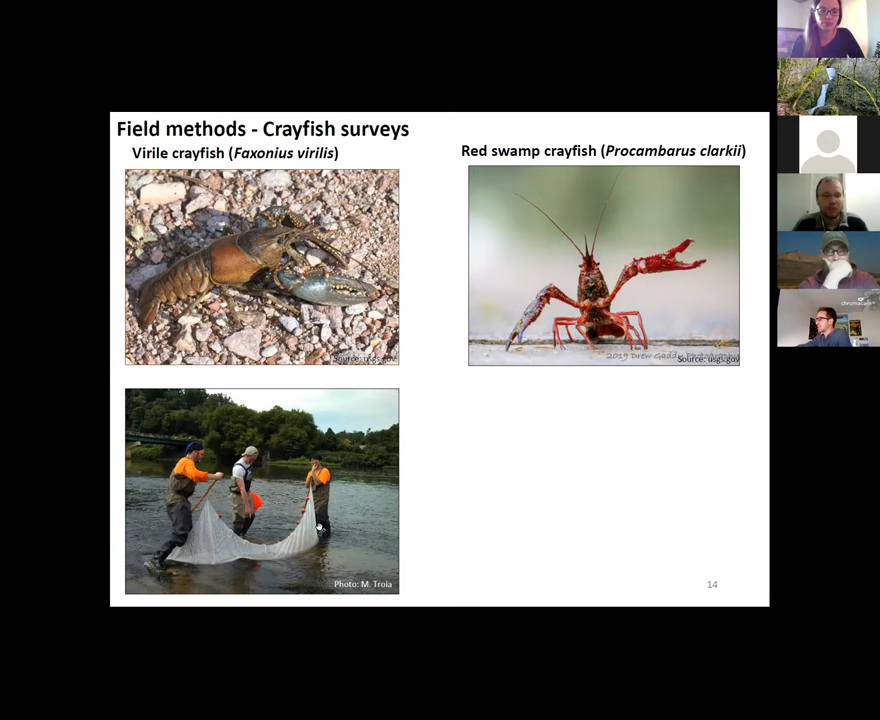 Field methods - Crayfish surveys
Virile crayfish (Faxonius virilis)
Red swamp crayfish (Procambarus clarkii)
Source: usgs.gov
2019 Drew Gaddy Photography
Source: usgs.gov
Photo: M. Troia
14
chromacam